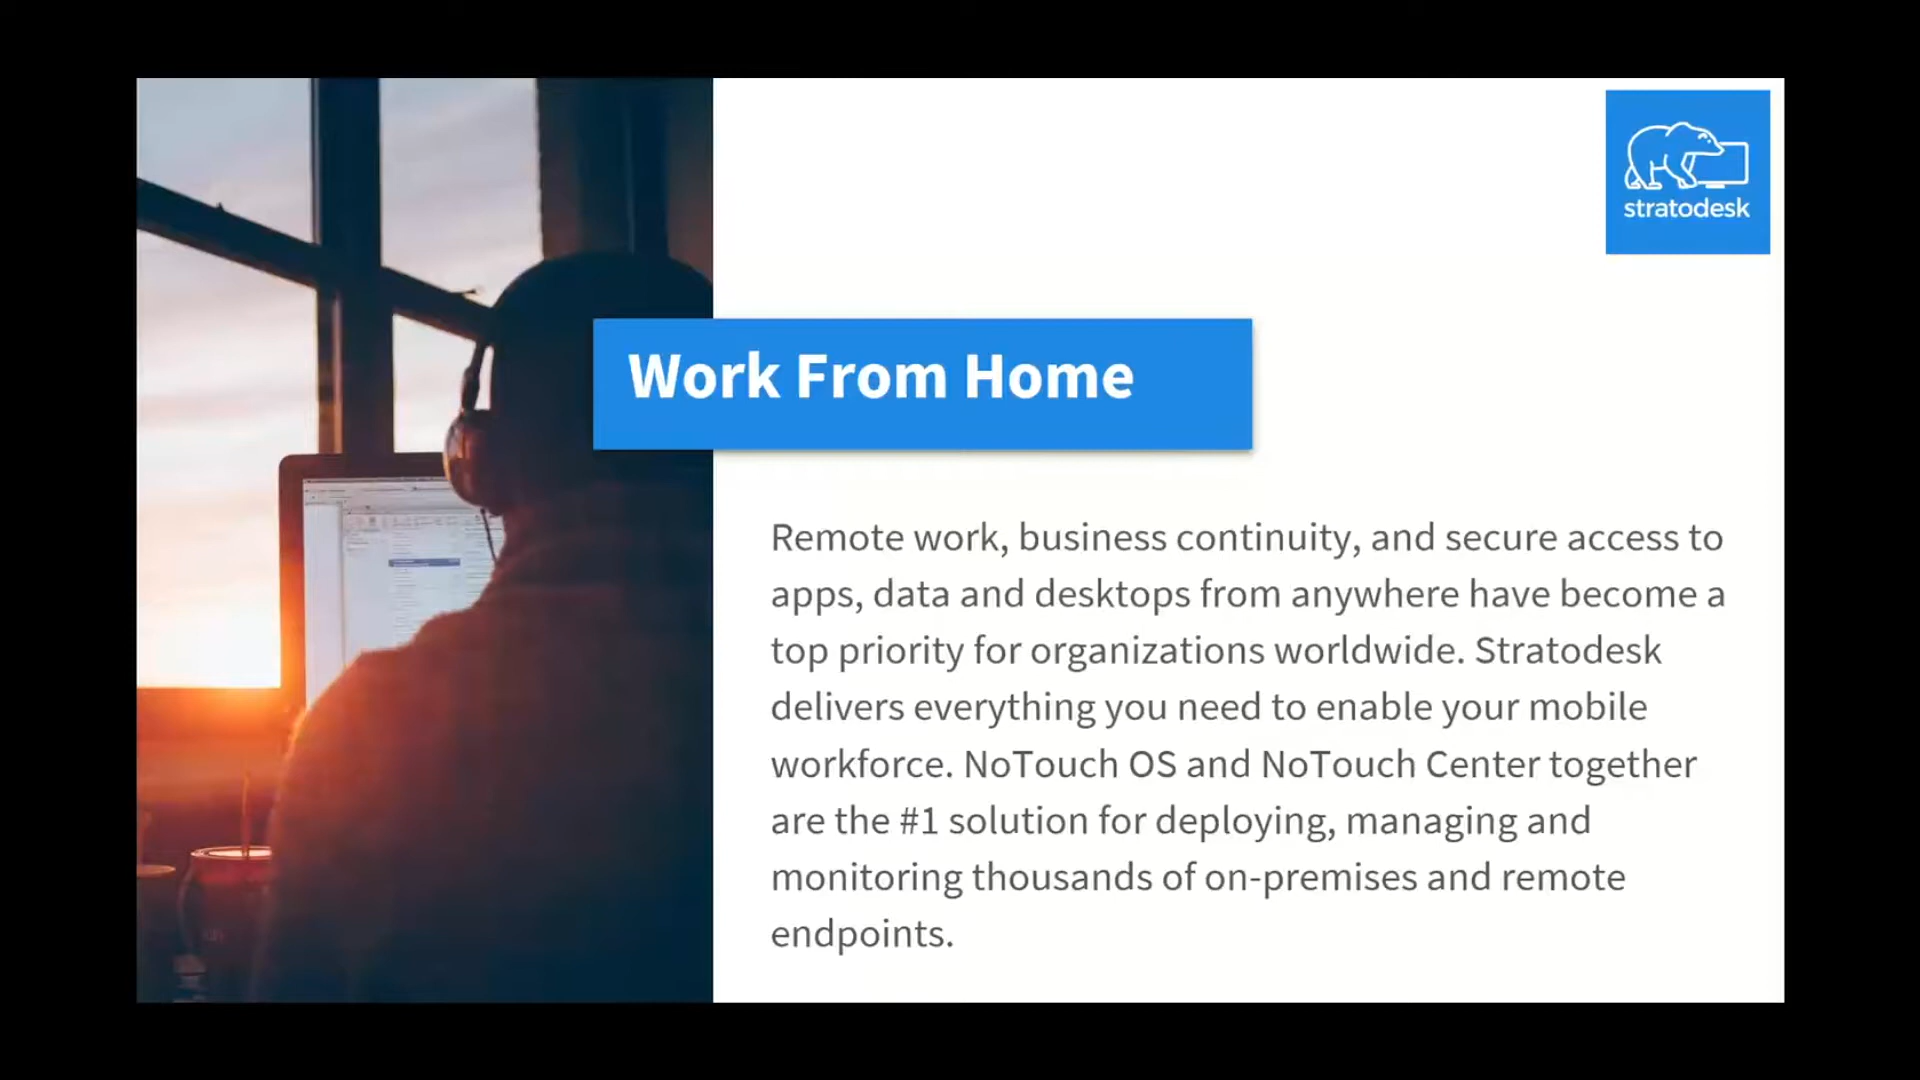 stratodesk
Work From Home
Remote work, business continuity, and secure access to
apps, data and desktops from anywhere have become a
top priority for organizations worldwide. Stratodesk
delivers everything you need to enable your mobile
workforce. NoTouch OS and NoTouch Center together
are the #1 solution for deploying, managing and
monitoring thousands of on-premises and remote
endpoints.